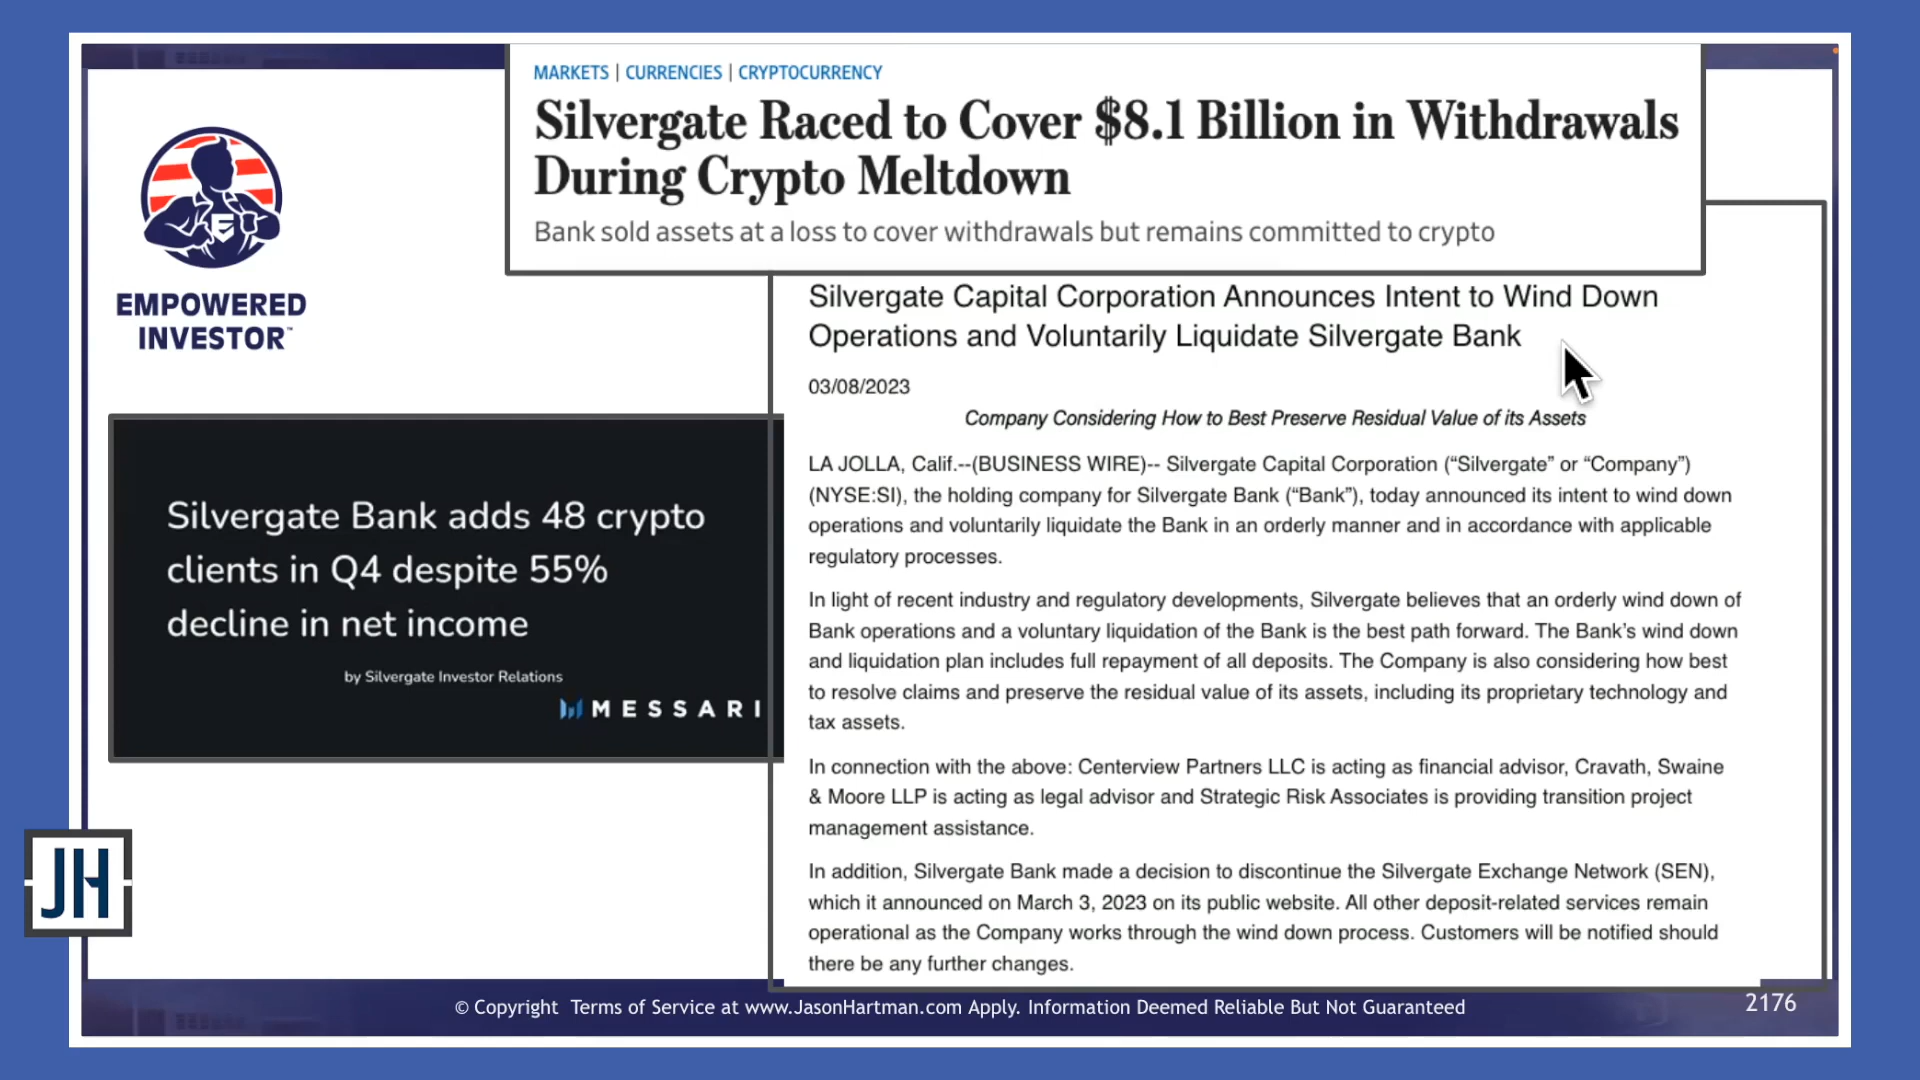 MARKETS | CURRENCIES | CRYPTOCURRENCY
Silvergate Raced to Cover $8.1 Billion in Withdrawals
During Crypto Meltdown
Bank sold assets at a loss to cover withdrawals but remains committed to crypto
EMPOWERED
INVESTOR™
Silvergate Bank adds 48 crypto
clients in Q4 despite 55%
decline in net income
by Silvergate Investor Relations
MESSARI
Silvergate Capital Corporation Announces Intent to Wind Down
Operations and Voluntarily Liquidate Silvergate Bank
03/08/2023
Company Considering How to Best Preserve Residual Value of its Assets
LA JOLLA, Calif.--(BUSINESS WIRE)-- Silvergate Capital Corporation (“Silvergate” or “Company”)
(NYSE:SI), the holding company for Silvergate Bank (“Bank”), today announced its intent to wind down
operations and voluntarily liquidate the Bank in an orderly manner and in accordance with applicable
regulatory processes.
In light of recent industry and regulatory developments, Silvergate believes that an orderly wind down of
Bank operations and a voluntary liquidation of the Bank is the best path forward. The Bank’s wind down
and liquidation plan includes full repayment of all deposits. The Company is also considering how best
to resolve claims and preserve the residual value of its assets, including its proprietary technology and
tax assets.
In connection with the above: Centerview Partners LLC is acting as financial advisor, Cravath, Swaine
& Moore LLP is acting as legal advisor and Strategic Risk Associates is providing transition project
management assistance.
In addition, Silvergate Bank made a decision to discontinue the Silvergate Exchange Network (SEN),
which it announced on March 3, 2023 on its public website. All other deposit-related services remain
operational as the Company works through the wind down process. Customers will be notified should
there be any further changes.
JH
© Copyright Terms of Service at www.JasonHartman.com Apply. Information Deemed Reliable But Not Guaranteed
2176